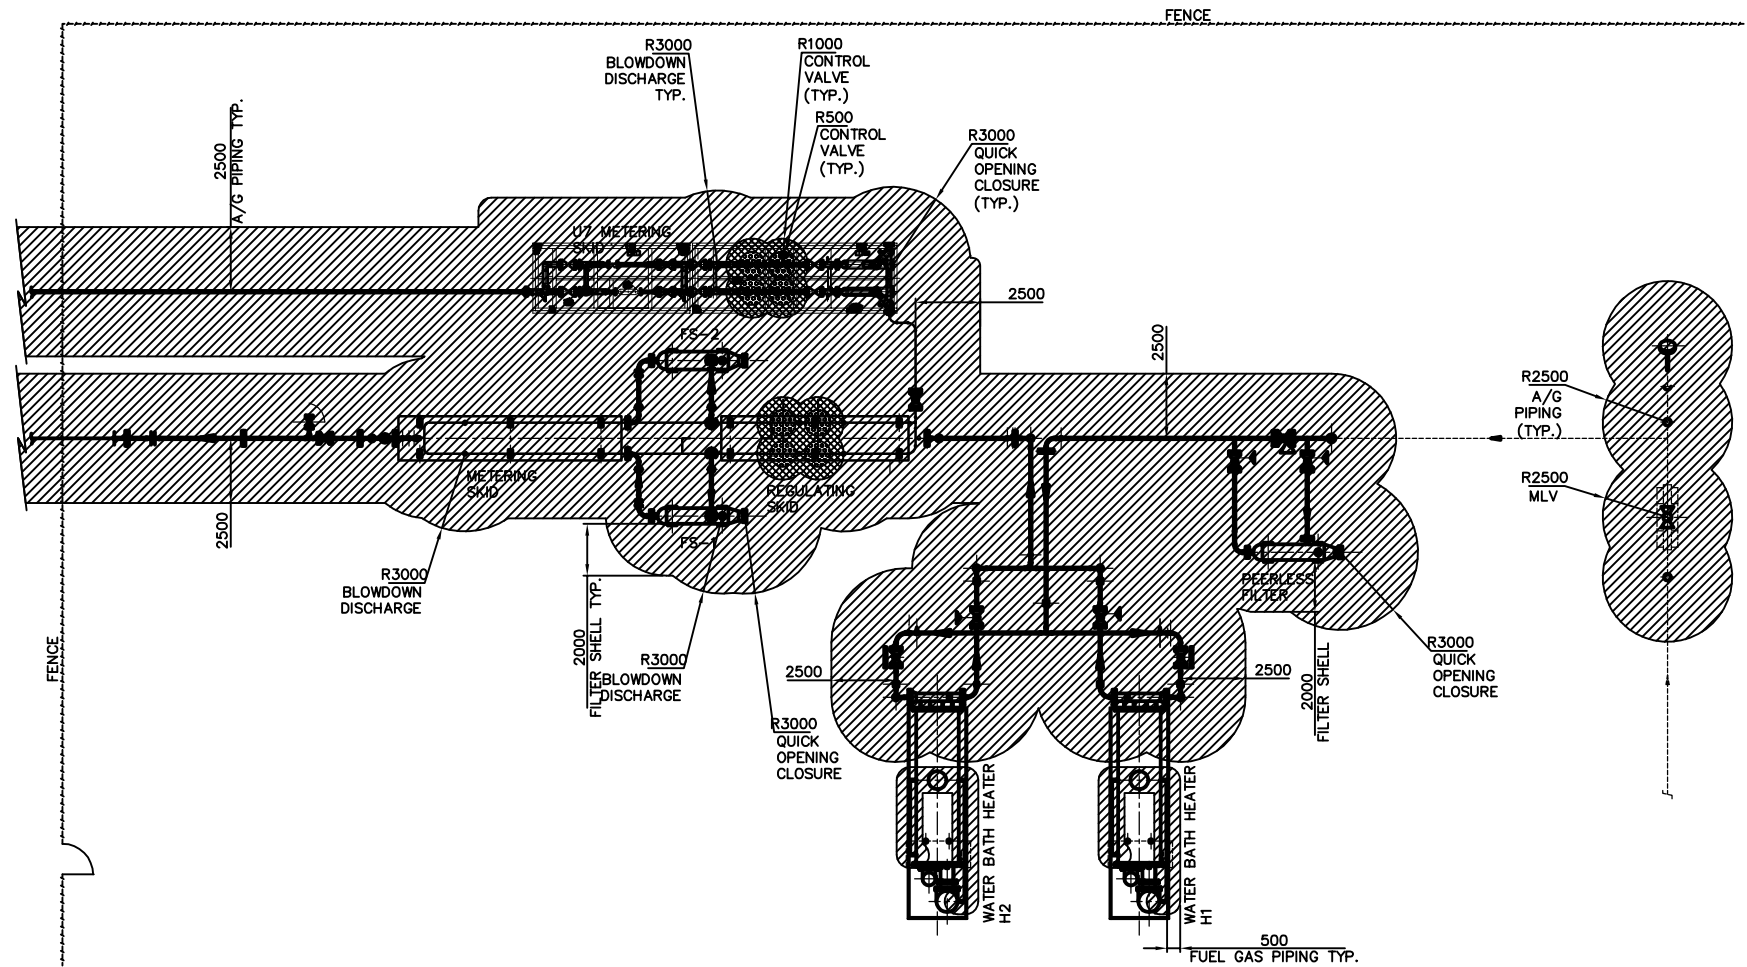 FENCE
R3000
BLOWDOWN
DISCHARGE
TYP.
R1000
CONTROL
VALVE
(TYP.)
R500
CONTROL
VALVE
(TYP.)
R3000
QUICK
OPENING
CLOSURE
(TYP.)
2500
A/G PIPING TYP.
U7 METERING
SKID
2500
2500
FS-2
R2500
A/G
PIPING
(TYP.)
R2500
MLV
METERING
SKID
REGULATING
SKID
2500
FS-1
R3000
BLOWDOWN
DISCHARGE
PEERLESS
FILTER
FENCE
2000
FILTER SHELL TYP.
R3000
BLOWDOWN
DISCHARGE
R3000
QUICK
OPENING
CLOSURE
2500
2500
2000
FILTER SHELL
R3000
QUICK
OPENING
CLOSURE
WATER BATH HEATER
H2
WATER BATH HEATER
H1
500
FUEL GAS PIPING TYP.